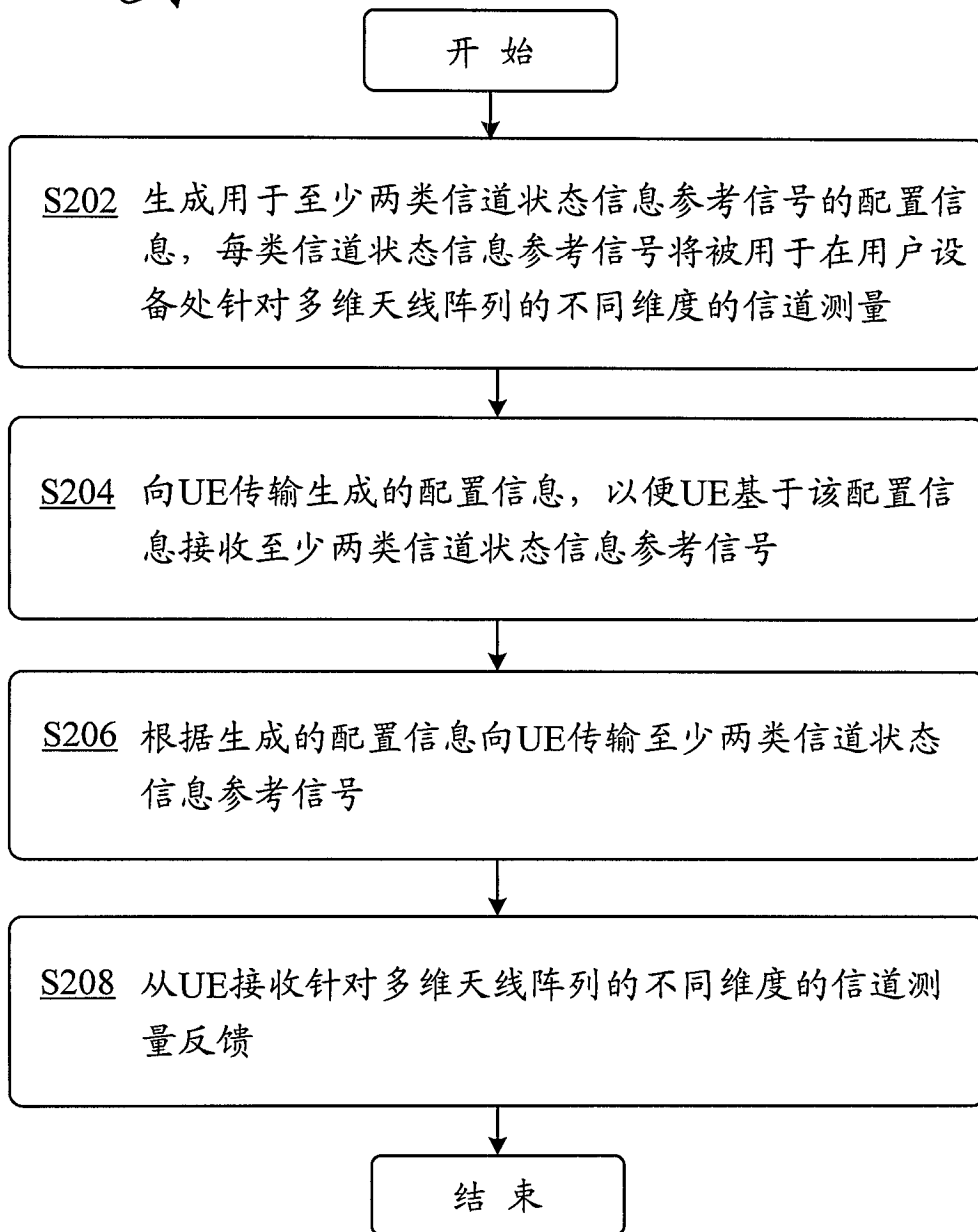 开 始
S202 生成用于至少两类信道状态信息参考信号的配置信
息，每类信道状态信息参考信号将被用于在用户设
备处针对多维天线阵列的不同维度的信道测量
S204 向UE传输生成的配置信息，以便UE基于该配置信
息接收至少两类信道状态信息参考信号
S206 根据生成的配置信息向UE传输至少两类信道状态
信息参考信号
S208 从UE接收针对多维天线阵列的不同维度的信道测
量反馈
结 束